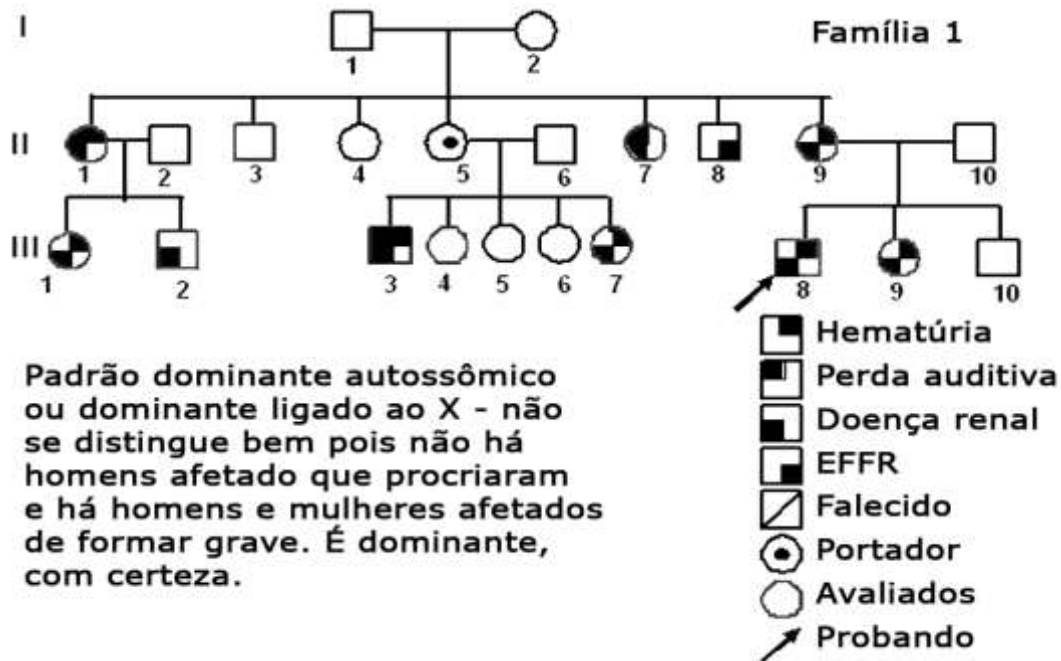 I
Família 1
1 2
II
1 2 3 4 5 6 7 8 9 10
III
1 2 3 4 5 6 7 8 9 10
Padrão dominante autossômico
ou dominante ligado ao X - não
se distingue bem pois não há
homens afetado que procriaram
e há homens e mulheres afetados
de formar grave. É dominante,
com certeza.
Hematúria
Perda auditiva
Doença renal
EFFR
Falecido
Portador
Avaliados
Probando